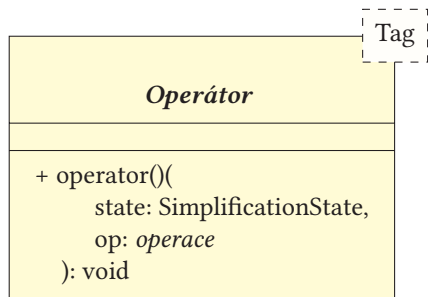 Tag
Operátor
+ operator()(
state: SimplificationState,
op: operace
): void